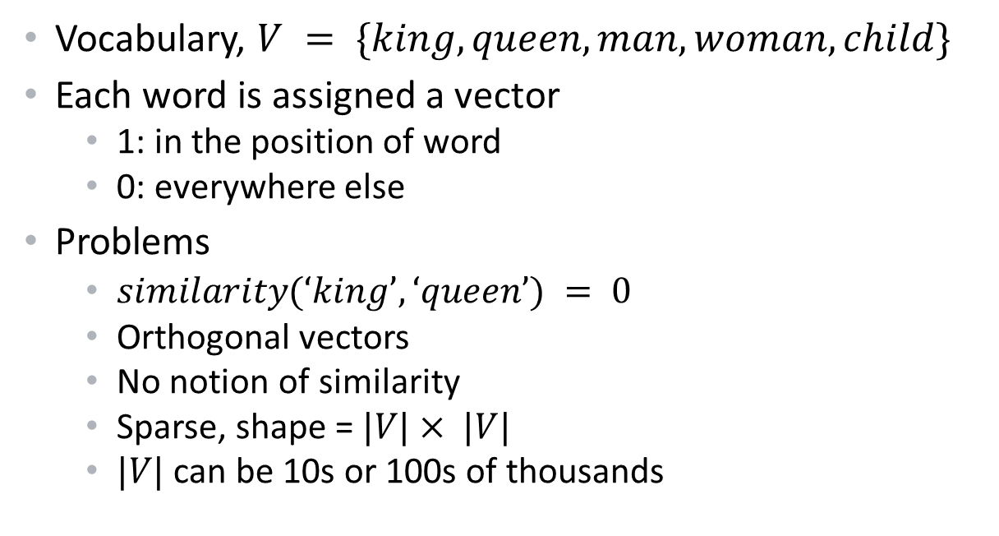 • Vocabulary, V = {king, queen, man, woman, child}
• Each word is assigned a vector
• 1: in the position of word
• 0: everywhere else
• Problems
• similarity(‘king’, ‘queen’) = 0
• Orthogonal vectors
• No notion of similarity
• Sparse, shape = |V| × |V|
• |V| can be 10s or 100s of thousands